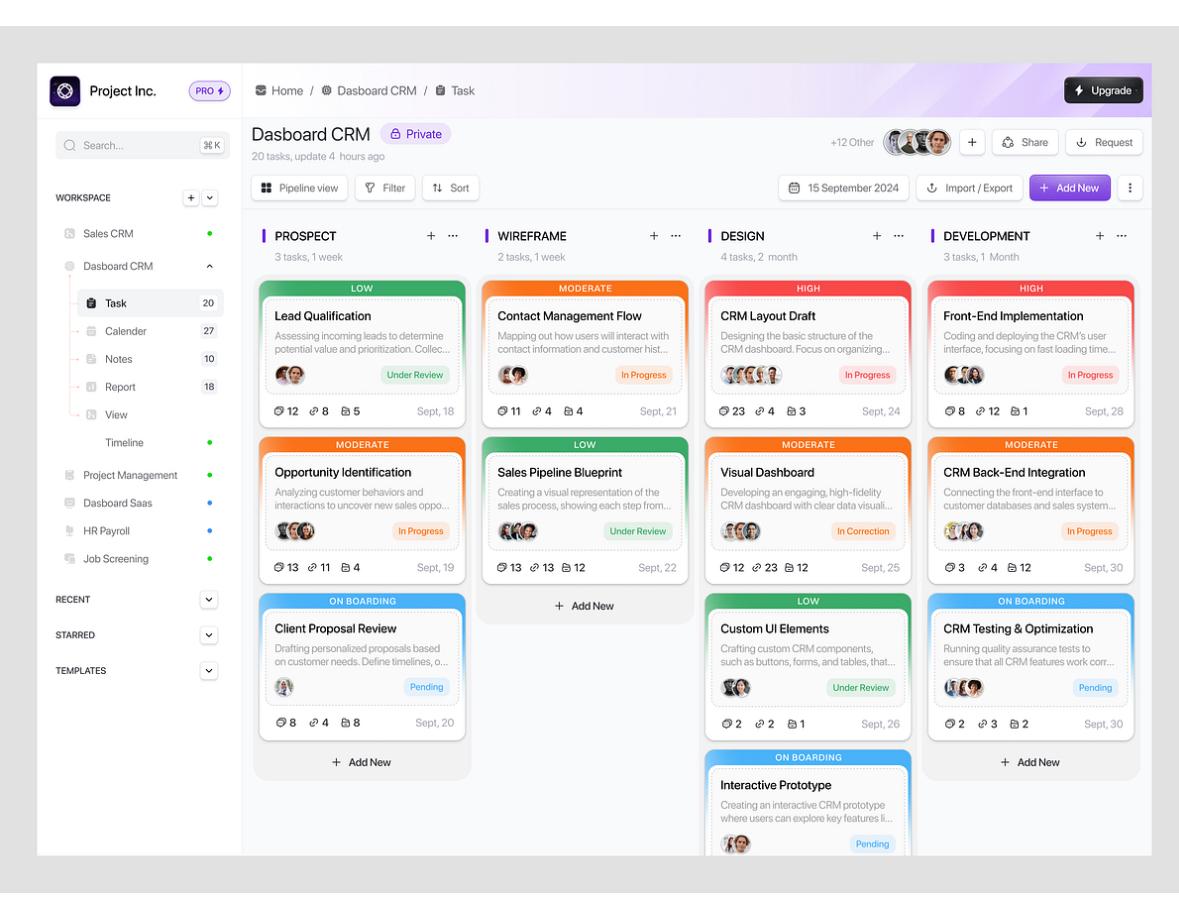 Project Inc.
PRO
Home / Dasboard CRM / Task
Upgrade
Search...
⌘ K
WORKSPACE
Sales CRM
Dasboard CRM
Task 20
Calender 27
Notes 10
Report 18
View
Timeline
Project Management
Dasboard Saas
HR Payroll
Job Screening
RECENT
STARRED
TEMPLATES
Dasboard CRM
Private
20 tasks, update 4 hours ago
+12 Other
Share
Request
Pipeline view
Filter
Sort
15 September 2024
Import / Export
Add New
PROSPECT
3 tasks, 1 week
LOW
Lead Qualification
Assessing incoming leads to determine
potential value and prioritization. Collec...
Under Review
12 8 5 Sept, 18
MODERATE
Opportunity Identification
Analyzing customer behaviors and
interactions to uncover new sales oppo...
In Progress
13 11 4 Sept, 19
ON BOARDING
Client Proposal Review
Drafting personalized proposals based
on customer needs. Define timelines, o...
Pending
8 4 8 Sept, 20
Add New
WIREFRAME
2 tasks, 1 week
MODERATE
Contact Management Flow
Mapping out how users will interact with
contact information and customer hist...
In Progress
11 4 4 Sept, 21
LOW
Sales Pipeline Blueprint
Creating a visual representation of the
sales process, showing each step from...
Under Review
13 13 12 Sept, 22
Add New
DESIGN
4 tasks, 2 month
HIGH
CRM Layout Draft
Designing the basic structure of the
CRM dashboard. Focus on organizing...
In Progress
23 4 3 Sept, 24
MODERATE
Visual Dashboard
Developing an engaging, high-fidelity
CRM dashboard with clear data visuali...
In Correction
12 23 12 Sept, 25
LOW
Custom UI Elements
Crafting custom CRM components,
such as buttons, forms, and tables, that...
Under Review
2 2 1 Sept, 26
ON BOARDING
Interactive Prototype
Creating an interactive CRM prototype
where users can explore key features li...
Pending
DEVELOPMENT
3 tasks, 1 Month
HIGH
Front-End Implementation
Coding and deploying the CRM's user
interface, focusing on fast loading time...
In Progress
8 12 1 Sept, 28
MODERATE
CRM Back-End Integration
Connecting the front-end interface to
customer databases and sales system...
In Progress
3 4 12 Sept, 30
ON BOARDING
CRM Testing & Optimization
Running quality assurance tests to
ensure that all CRM features work corr...
Pending
2 3 2 Sept, 30
Add New